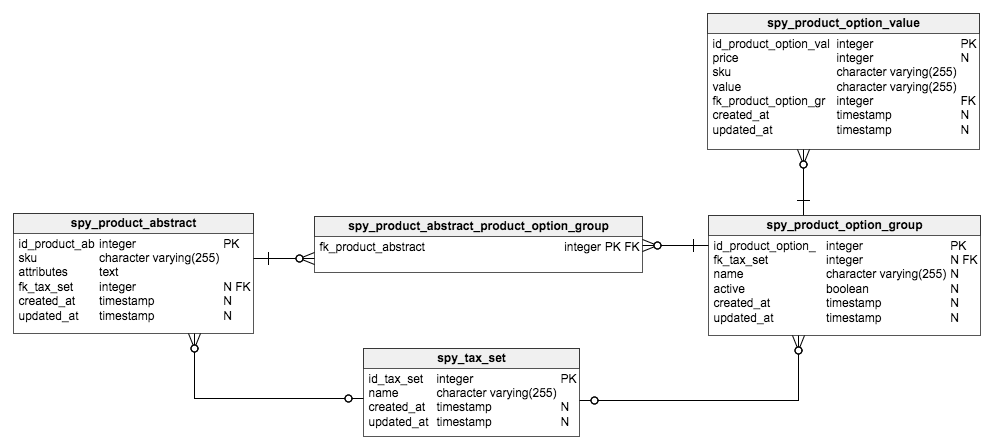 spy_product_option_value
id_product_option_val integer PK
price integer N
sku character varying(255)
value character varying(255)
fk_product_option_gr integer FK
created_at timestamp N
updated_at timestamp N
spy_product_abstract
id_product_ab integer PK
sku character varying(255)
attributes text
fk_tax_set integer N FK
created_at timestamp N
updated_at timestamp N
spy_product_abstract_product_option_group
fk_product_abstract integer PK FK
spy_product_option_group
id_product_option_ integer PK
fk_tax_set integer N FK
name character varying(255) N
active boolean N
created_at timestamp N
updated_at timestamp N
spy_tax_set
id_tax_set integer PK
name character varying(255)
created_at timestamp N
updated_at timestamp N